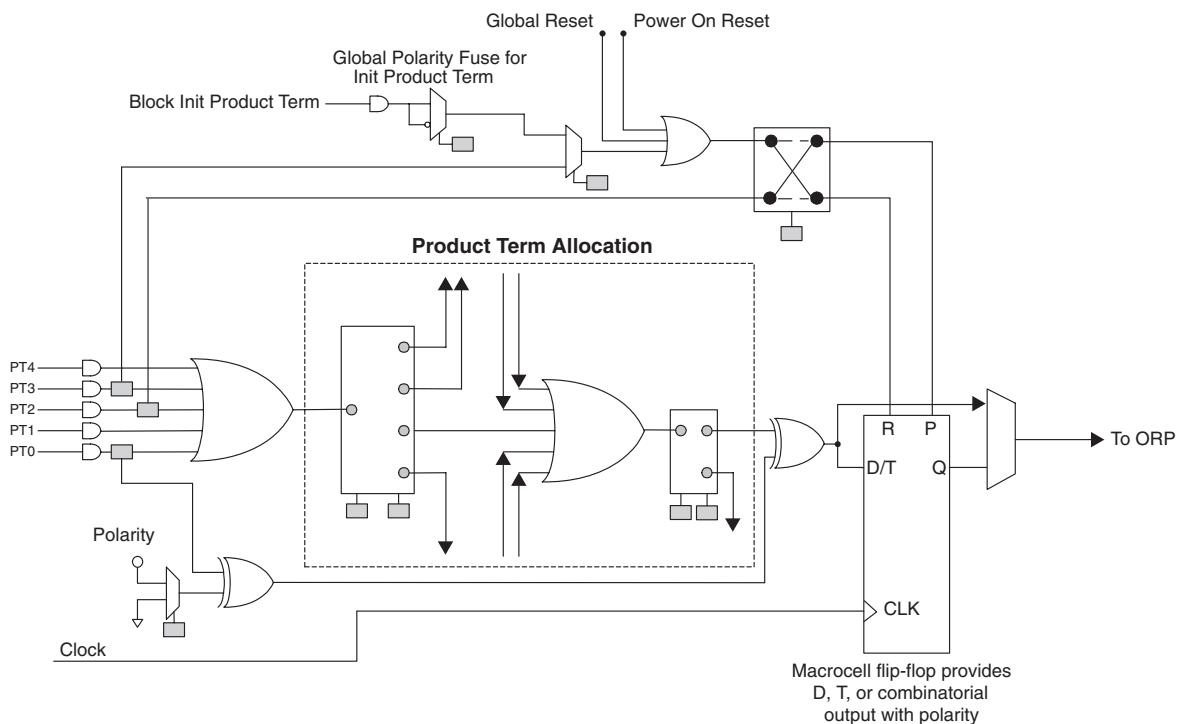 Global Reset
Power On Reset
Global Polarity Fuse for
Init Product Term
Block Init Product Term
Product Term Allocation
PT4
PT3
PT2
PT1
PT0
R
P
To ORP
D/T
Q
Polarity
CLK
Clock
Macrocell flip-flop provides
D, T, or combinatorial
output with polarity